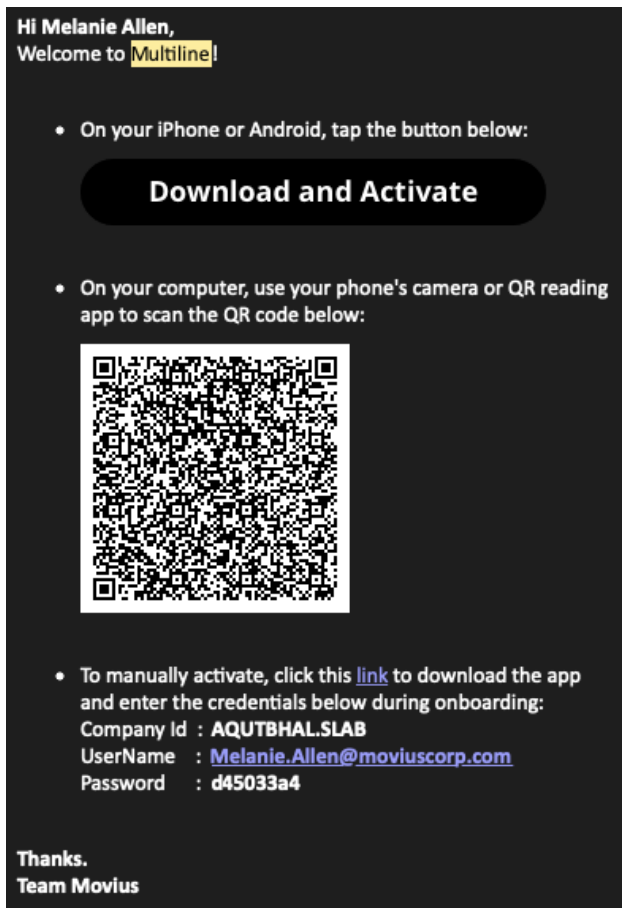 Hi Melanie Allen,
Welcome to Multiline!
• On your iPhone or Android, tap the button below:
Download and Activate
• On your computer, use your phone's camera or QR reading
app to scan the QR code below:
• To manually activate, click this link to download the app
and enter the credentials below during onboarding:
Company Id : AQUTBHAL.SLAB
UserName : Melanie.Allen@moviuscorp.com
Password : d45033a4
Thanks.
Team Movius